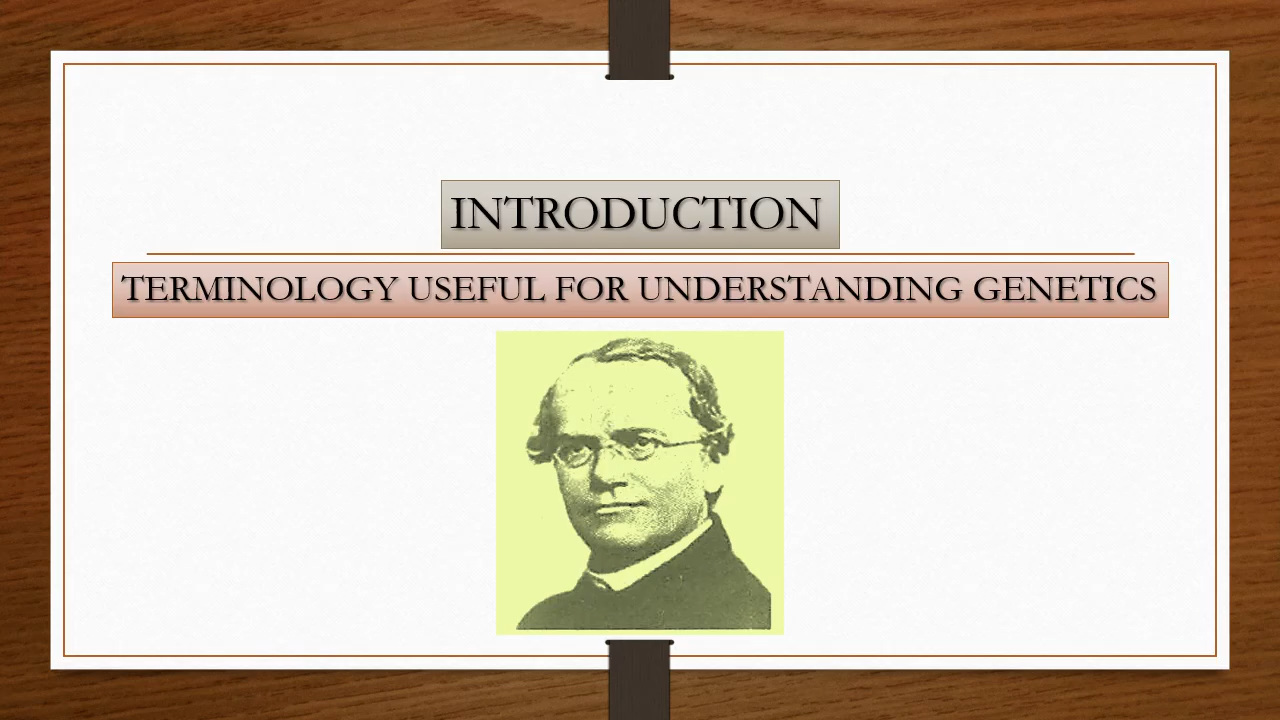 INTRODUCTION
TERMINOLOGY USEFUL FOR UNDERSTANDING GENETICS